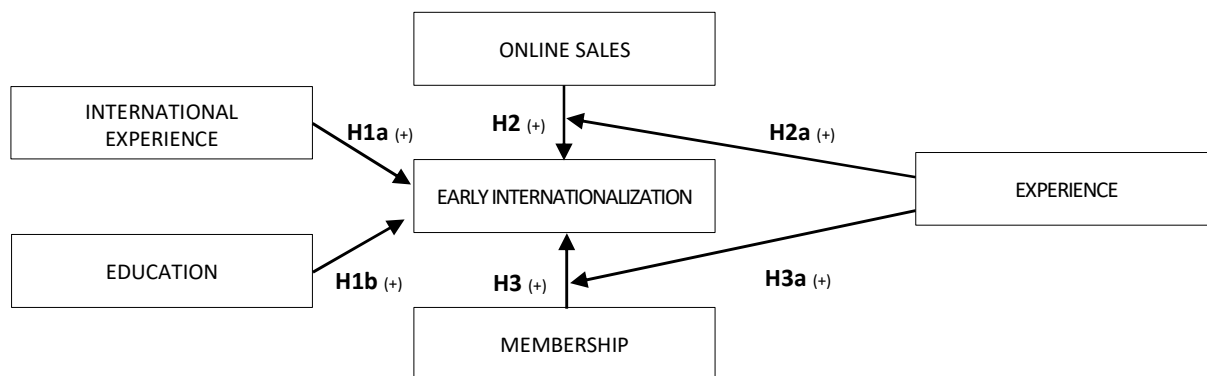 ONLINE SALES
INTERNATIONAL
EXPERIENCE
H1a (+)
H2 (+)
H2a (+)
EARLY INTERNATIONALIZATION
EXPERIENCE
EDUCATION
H1b (+)
H3 (+)
H3a (+)
MEMBERSHIP